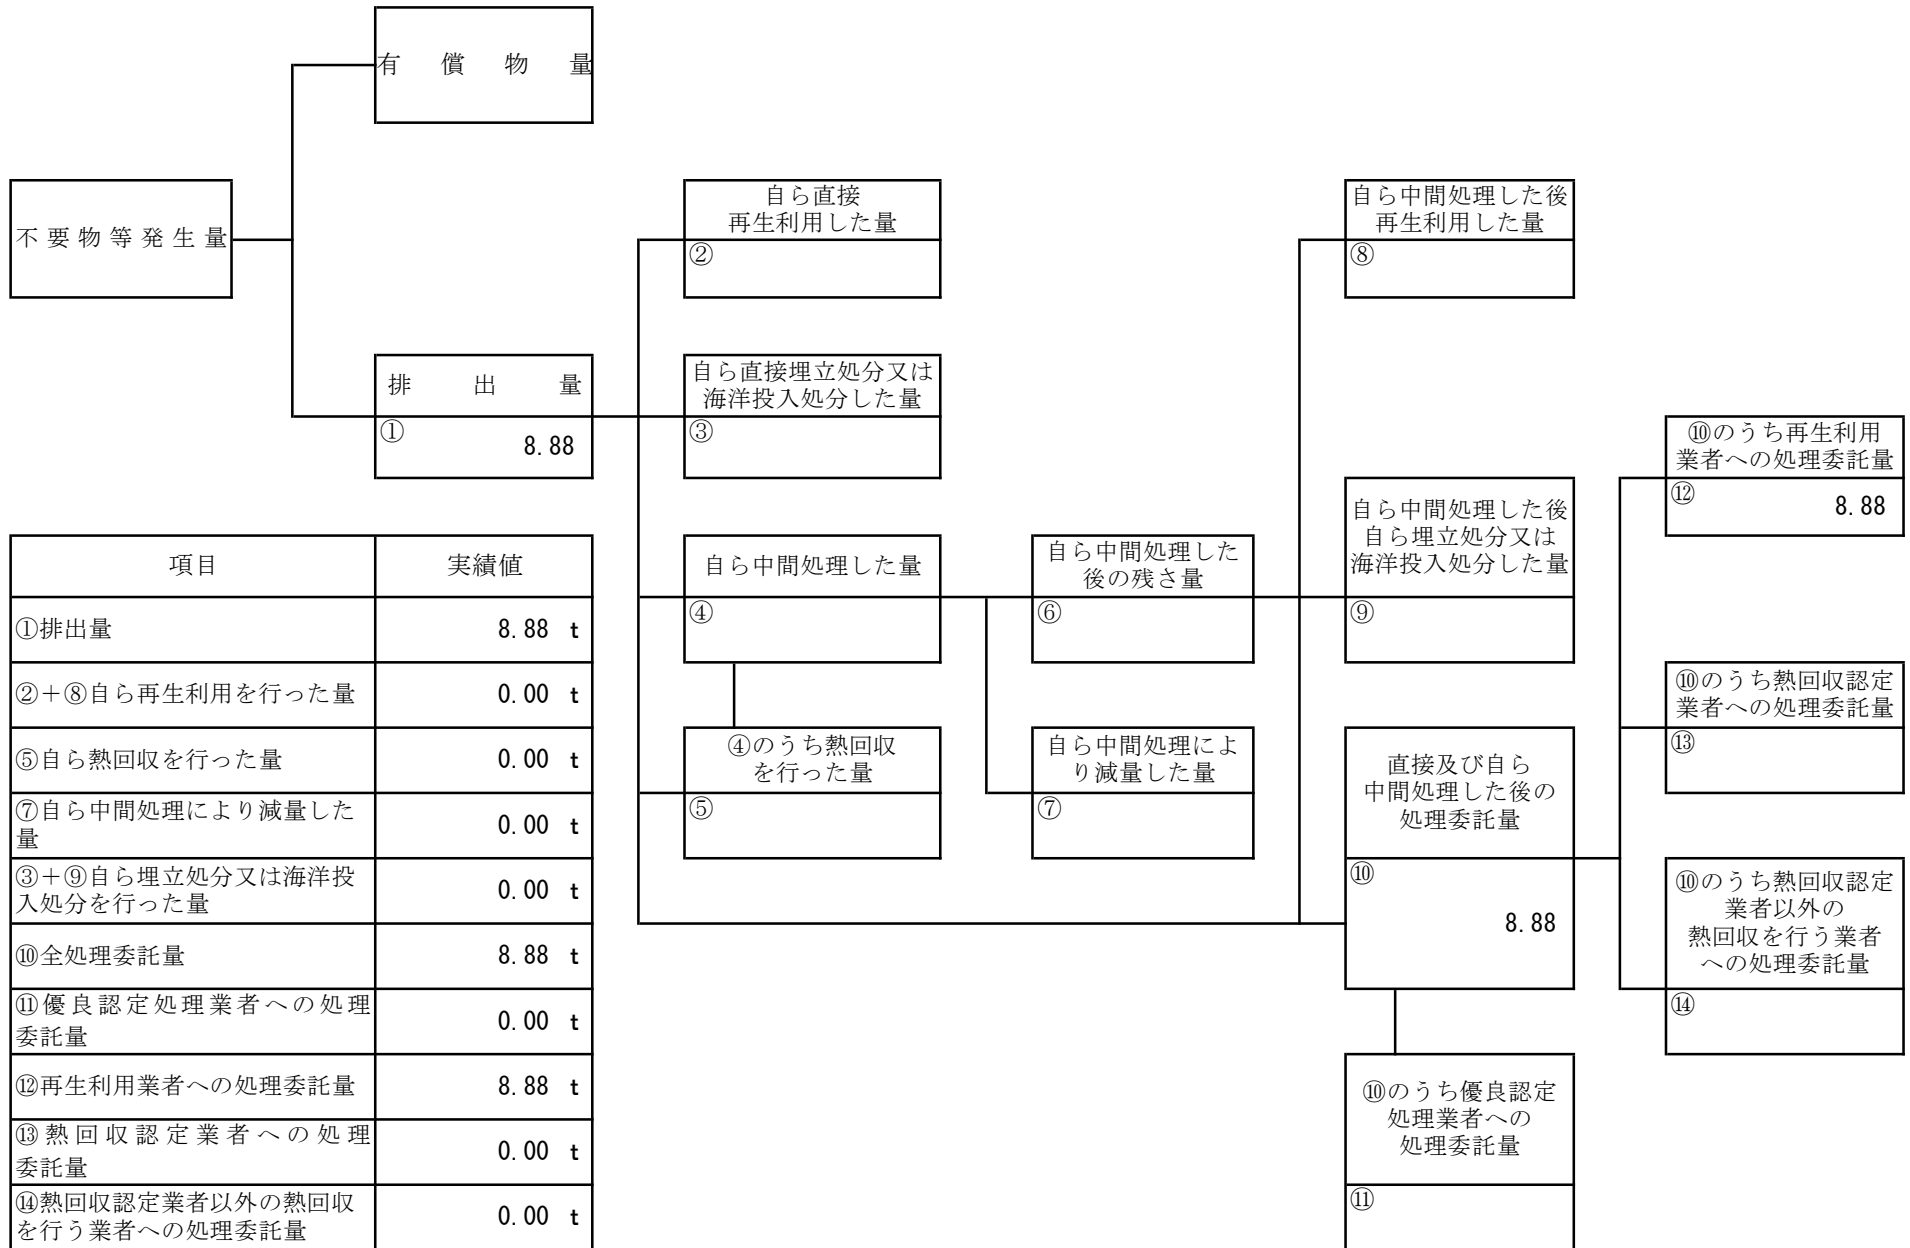 有償物量
不要物等発生量
自ら直接
再生利用した量
②
自ら中間処理した後
再生利用した量
⑧
排出量
①
8.88
自ら直接埋立処分又は
海洋投入処分した量
③
⑩のうち再生利用
業者への処理委託量
⑫
8.88
自ら中間処理した量
④
自ら中間処理した
後の残さ量
⑥
自ら中間処理した後
自ら埋立処分又は
海洋投入処分した量
⑨
④のうち熱回収
を行った量
⑤
自ら中間処理によ
り減量した量
⑦
直接及び自ら
中間処理した後の
処理委託量
⑩
8.88
⑩のうち熱回収認定
業者への処理委託量
⑬
⑩のうち熱回収認定
業者以外の
熱回収を行う業者
への処理委託量
⑭
⑩のうち優良認定
処理業者への
処理委託量
⑪
項目 実績値
①排出量 8.88 t
②＋⑧自ら再生利用を行った量 0.00 t
⑤自ら熱回収を行った量 0.00 t
⑦自ら中間処理により減量した
量 0.00 t
③＋⑨自ら埋立処分又は海洋投
入処分を行った量 0.00 t
⑩全処理委託量 8.88 t
⑪優良認定処理業者への処理
委託量 0.00 t
⑫再生利用業者への処理委託量 8.88 t
⑬熱回収認定業者への処理
委託量 0.00 t
⑭熱回収認定業者以外の熱回収
を行う業者への処理委託量 0.00 t